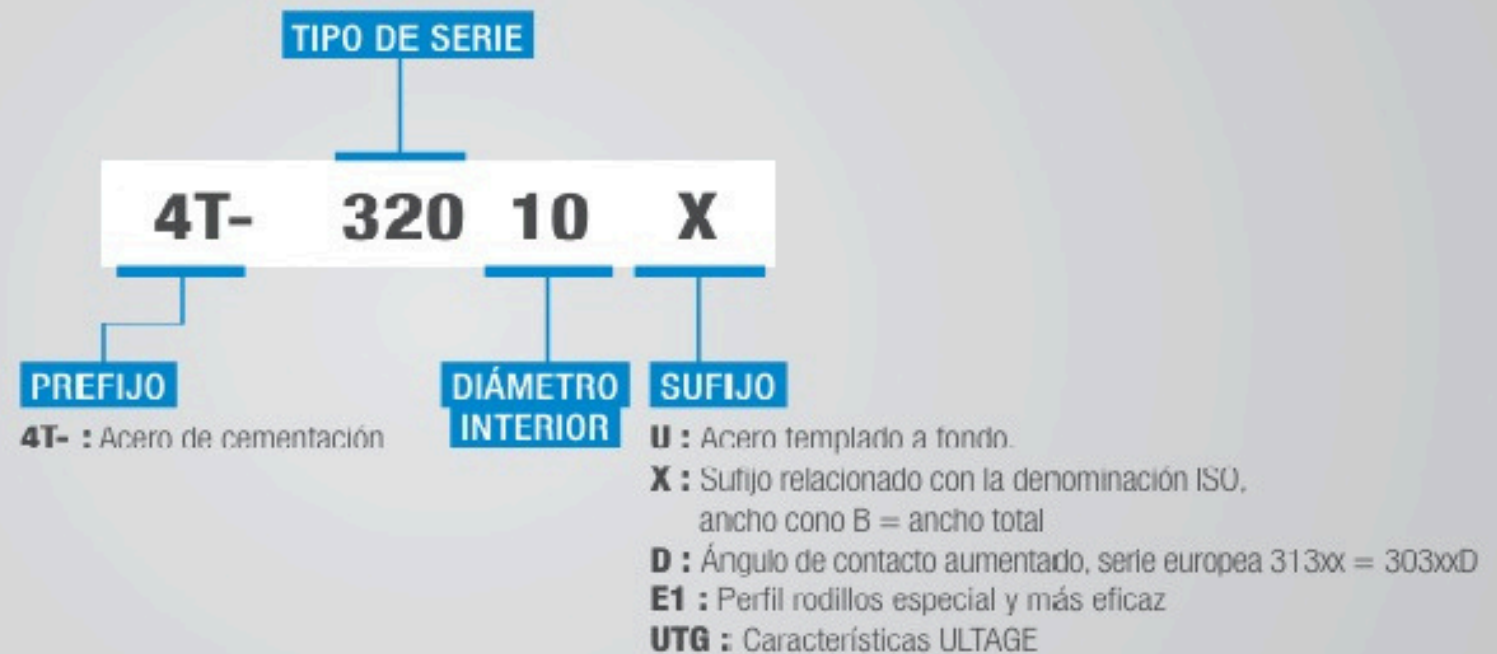 TIPO DE SERIE
4T- 320 10 X
PREFIJO
4T- : Acero de cementación
DIÁMETRO
INTERIOR
SUFIJO
U : Acero templado a fondo.
X : Sufijo relacionado con la denominación ISO,
ancho cono B = ancho total
D : Ángulo de contacto aumentado, serie europea 313xx = 303xxD
E1 : Perfil rodillos especial y más eficaz
UTG : Características ULTAGE